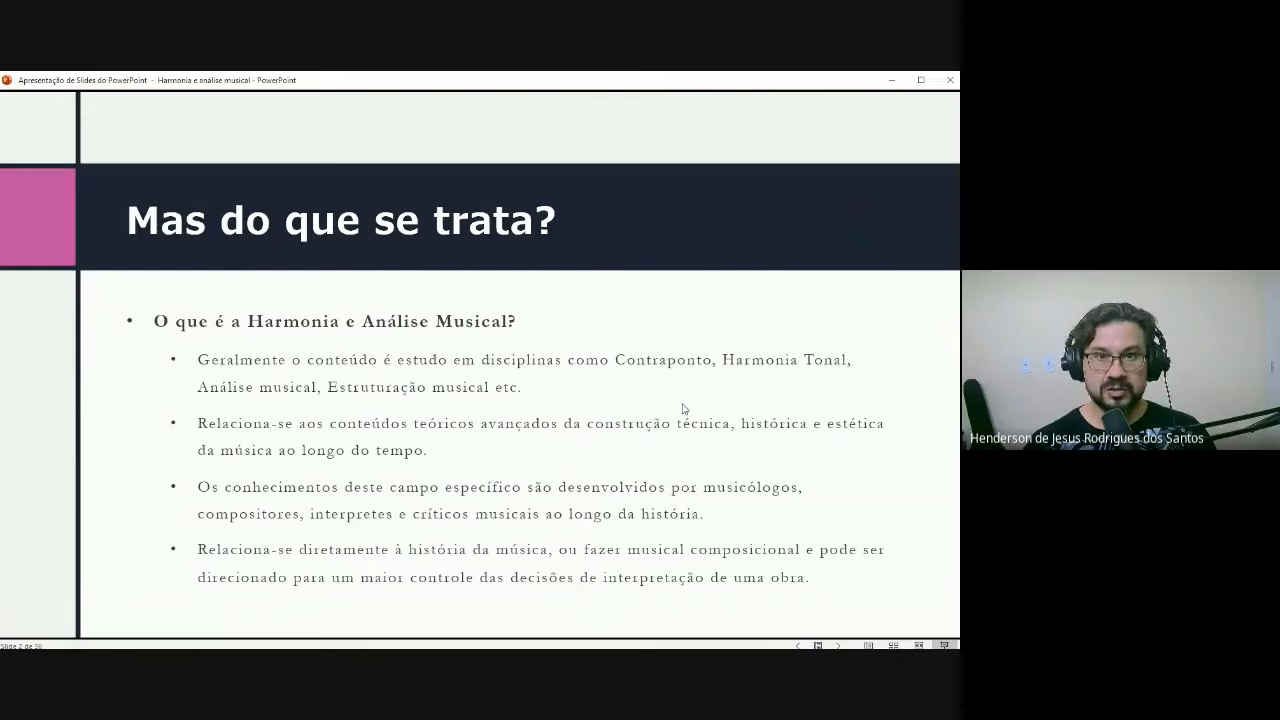 Apresentação de Slides do PowerPoint - Harmonia e análise musical - PowerPoint
Mas do que se trata?
• O que é a Harmonia e Análise Musical?
• Geralmente o conteúdo é estudo em disciplinas como Contraponto, Harmonia Tonal,
Análise musical, Estruturação musical etc.
• Relaciona-se aos conteúdos teóricos avançados da construção técnica, histórica e estética
da música ao longo do tempo.
• Os conhecimentos deste campo específico são desenvolvidos por musicólogos,
compositores, interpretes e críticos musicais ao longo da história.
• Relaciona-se diretamente à história da música, ou fazer musical composicional e pode ser
direcionado para um maior controle das decisões de interpretação de uma obra.
Slide 2 de 36
Henderson de Jesus Rodrigues dos Santos